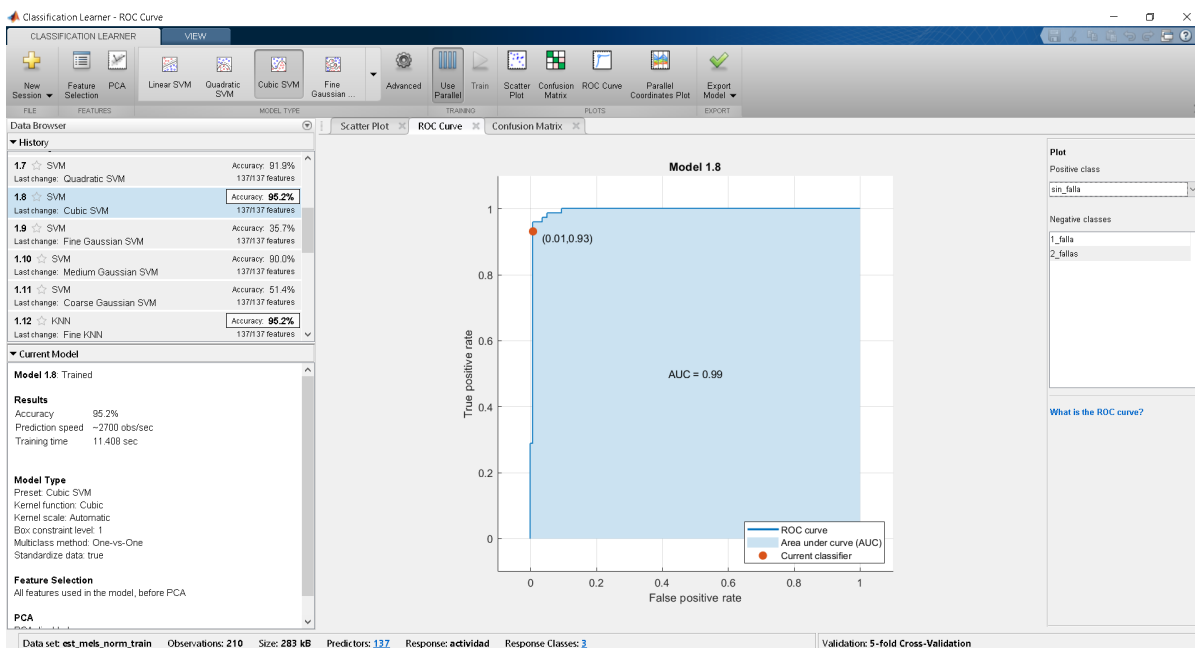 Classification Learner - ROC Curve
CLASSIFICATION LEARNER VIEW
New Session
Feature Selection
PCA
Linear SVM
Quadratic SVM
Cubic SVM
Fine Gaussian ...
Advanced
Use Parallel
Train
Scatter Plot
Confusion Matrix
ROC Curve
Parallel Coordinates Plot
Export Model
FILE FEATURES MODEL TYPE TRAINING PLOTS EXPORT
Data Browser
Scatter Plot ROC Curve Confusion Matrix
History
1.7 SVM Accuracy: 91.9%
Last change: Quadratic SVM 137/137 features
1.8 SVM Accuracy: 95.2%
Last change: Cubic SVM 137/137 features
1.9 SVM Accuracy: 35.7%
Last change: Fine Gaussian SVM 137/137 features
1.10 SVM Accuracy: 90.0%
Last change: Medium Gaussian SVM 137/137 features
1.11 SVM Accuracy: 51.4%
Last change: Coarse Gaussian SVM 137/137 features
1.12 KNN Accuracy: 95.2%
Last change: Fine KNN 137/137 features
Current Model
Model 1.8: Trained
Results
Accuracy 95.2%
Prediction speed ~2700 obs/sec
Training time 11.408 sec
Model Type
Preset: Cubic SVM
Kernel function: Cubic
Kernel scale: Automatic
Box constraint level: 1
Multiclass method: One-vs-One
Standardize data: true
Feature Selection
All features used in the model, before PCA
PCA
Model 1.8
1
0.8
0.6
0.4
0.2
0
True positive rate
(0.01,0.93)
AUC = 0.99
ROC curve
Area under curve (AUC)
Current classifier
0 0.2 0.4 0.6 0.8 1
False positive rate
Plot
Positive class
sin_falla
Negative classes
1_falla
2_fallas
What is the ROC curve?
Data set: est_mels_norm_train Observations: 210 Size: 283 kB Predictors: 137 Response: actividad Response Classes: 3 Validation: 5-fold Cross-Validation